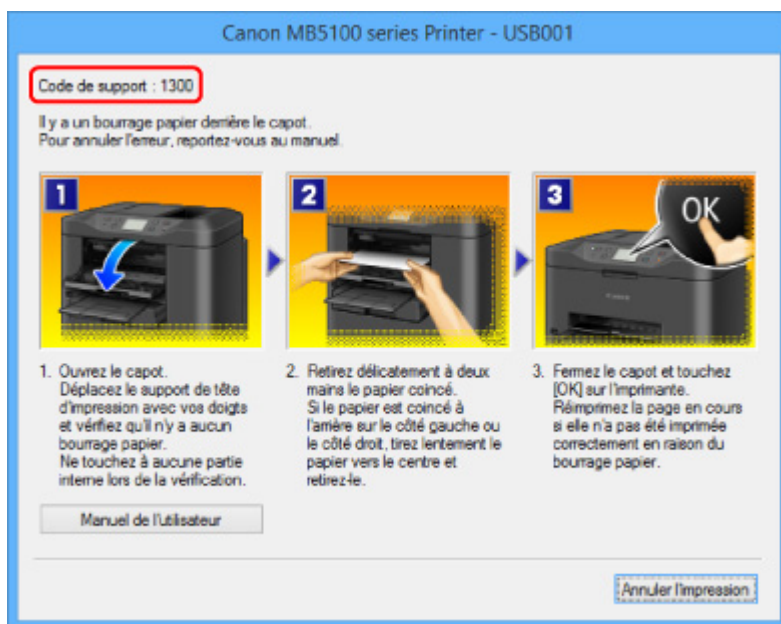 Canon MB5100 series Printer - USB001
Code de support : 1300
Il y a un bourrage papier derrière le capot.
Pour annuler l'erreur, reportez-vous au manuel.
1
2
3
OK
1. Ouvrez le capot.
Déplacez le support de tête
d'impression avec vos doigts
et vérifiez qu'il n'y a aucun
bourrage papier.
Ne touchez à aucune partie
interne lors de la vérification.
2. Retirez délicatement à deux
mains le papier coincé.
Si le papier est coincé à
l'arrière sur le côté gauche ou
le côté droit, tirez lentement le
papier vers le centre et
retirez-le.
3. Fermez le capot et touchez
[OK] sur l'imprimante.
Réimprimez la page en cours
si elle n'a pas été imprimée
correctement en raison du
bourrage papier.
Manuel de l'utilisateur
Annuler l'impression